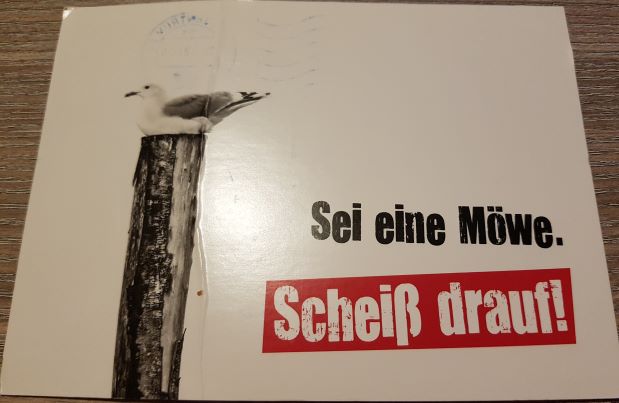 Sei eine Möwe.
Scheiß drauf!